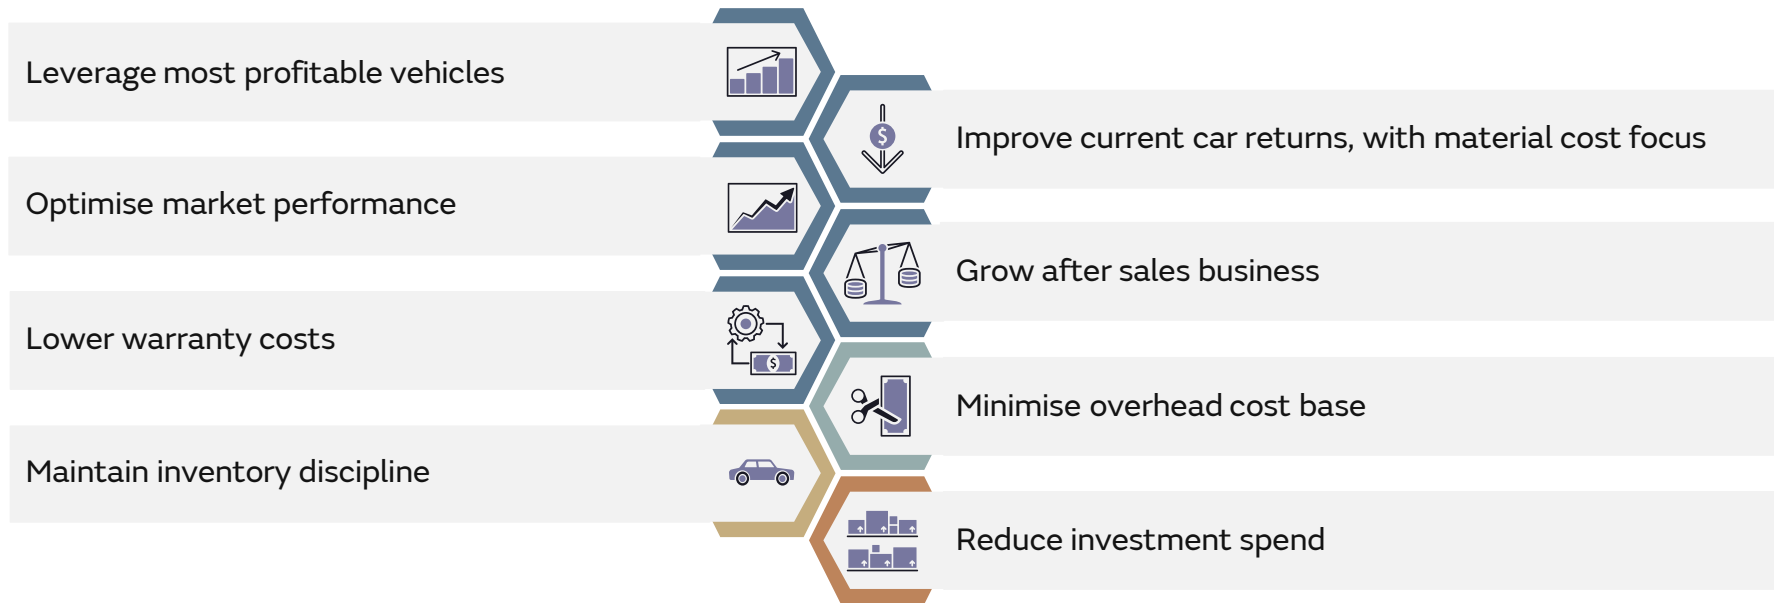 Leverage most profitable vehicles
Improve current car returns, with material cost focus
Optimise market performance
Grow after sales business
Lower warranty costs
Minimise overhead cost base
Maintain inventory discipline
Reduce investment spend